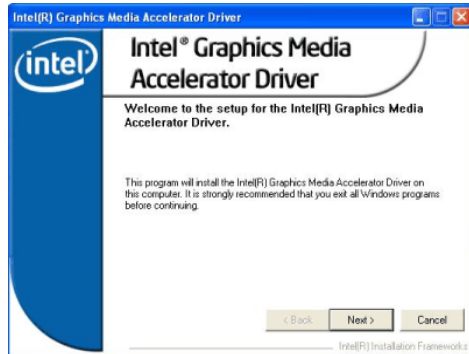 Intel(R) Graphics Media Accelerator Driver
intel
Intel® Graphics Media
Accelerator Driver
Welcome to the setup for the Intel(R) Graphics Media
Accelerator Driver.
This program will install the Intel(R) Graphics Media Accelerator Driver on
this computer. It is strongly recommended that you exit all Windows programs
before continuing.
< Back
Next >
Cancel
Intel(R) Installation Frameworks